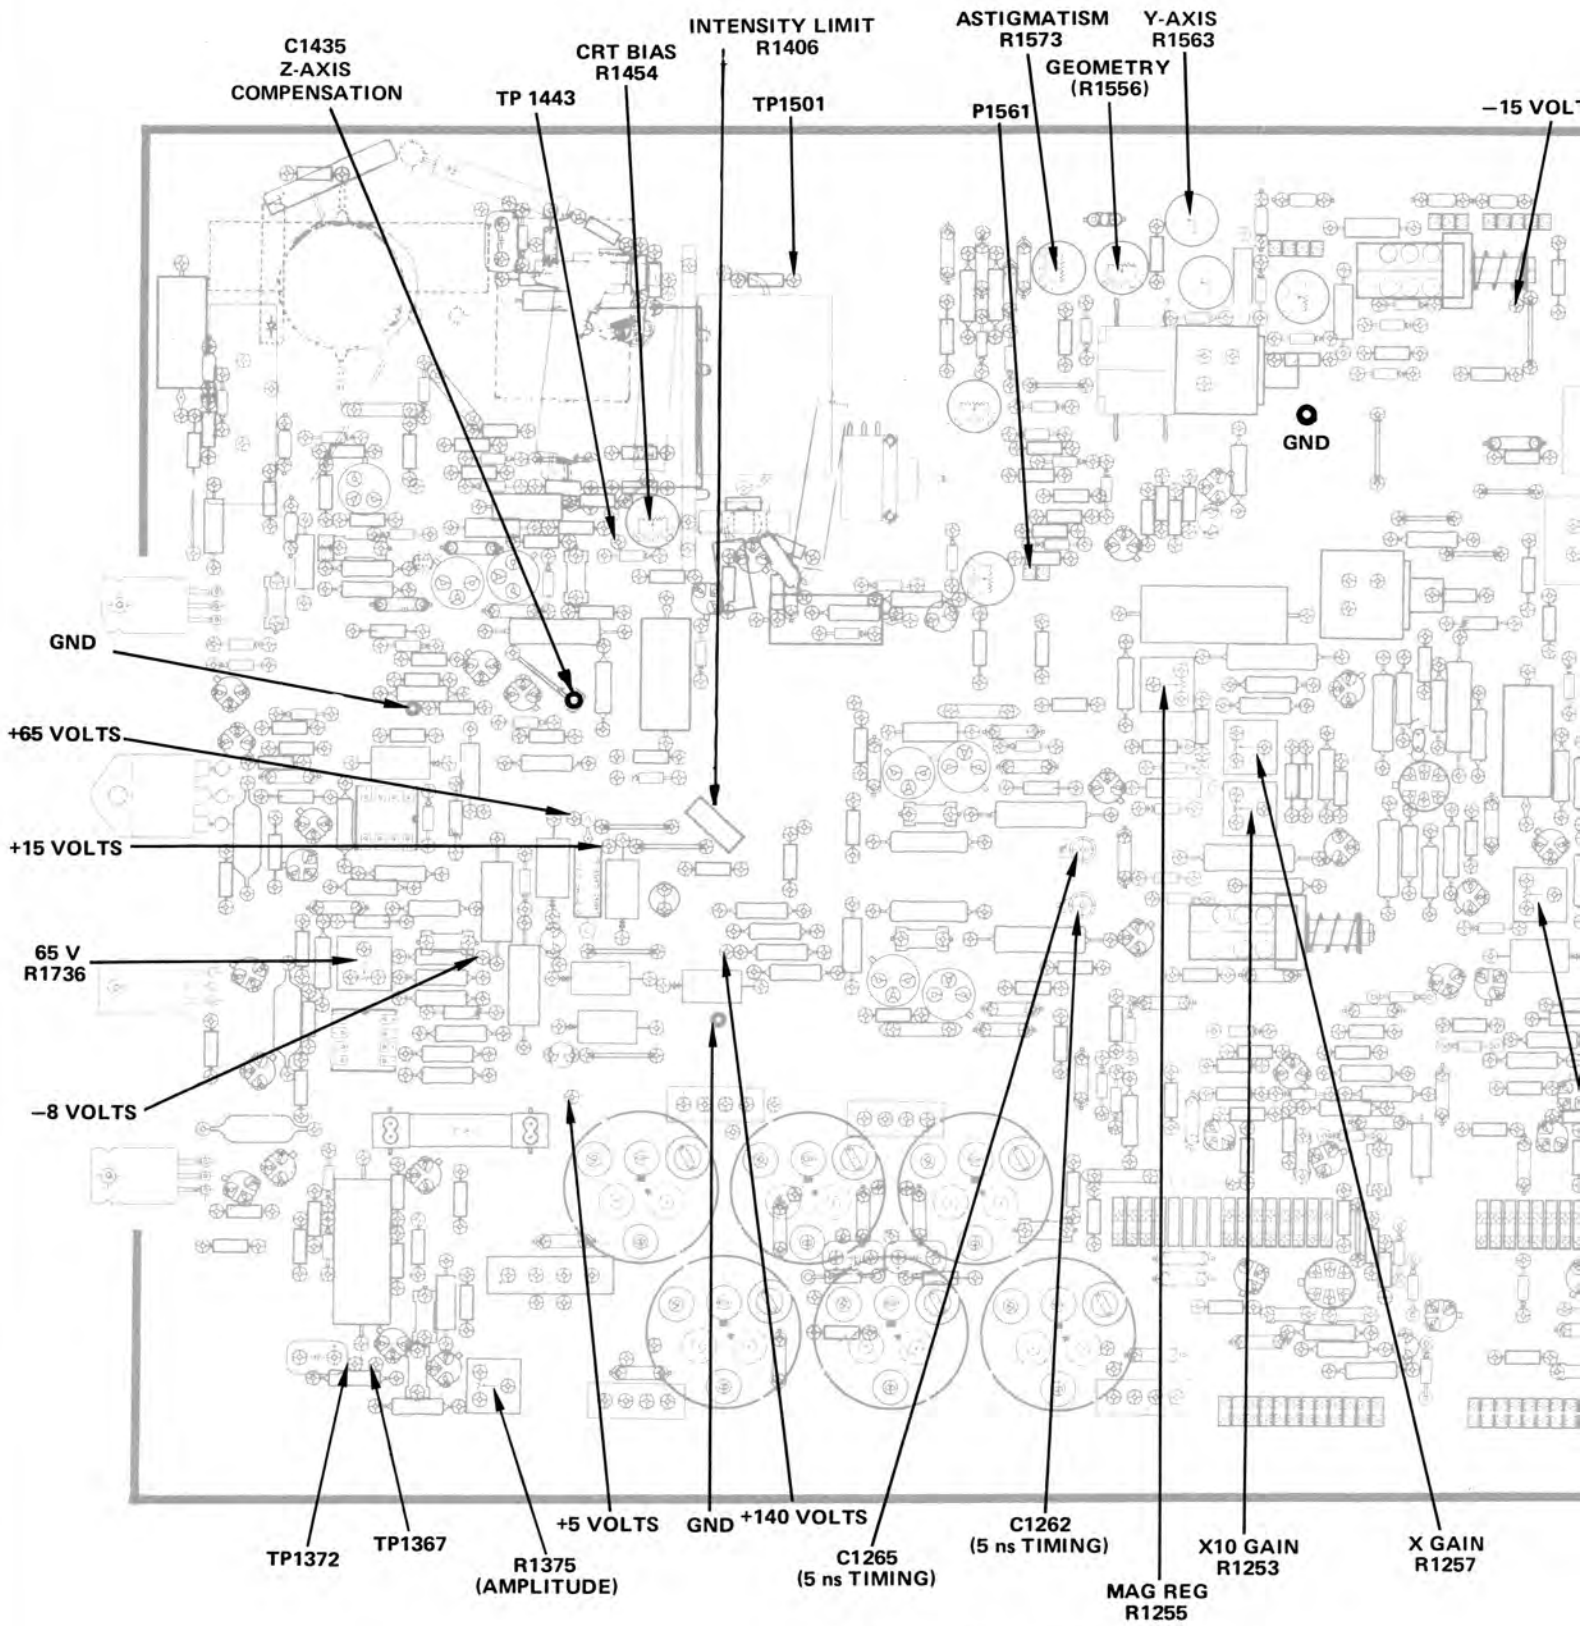 C1435
Z-AXIS
COMPENSATION
CRT BIAS
R1454
TP 1443
INTENSITY LIMIT
R1406
TP1501
ASTIGMATISM
R1573
Y-AXIS
R1563
GEOMETRY
(R1556)
P1561
−15 VOLT
GND
GND
+65 VOLTS
+15 VOLTS
65 V
R1736
−8 VOLTS
TP1372
TP1367
R1375
(AMPLITUDE)
+5 VOLTS
GND
+140 VOLTS
C1265
(5 ns TIMING)
C1262
(5 ns TIMING)
MAG REG
R1255
X10 GAIN
R1253
X GAIN
R1257